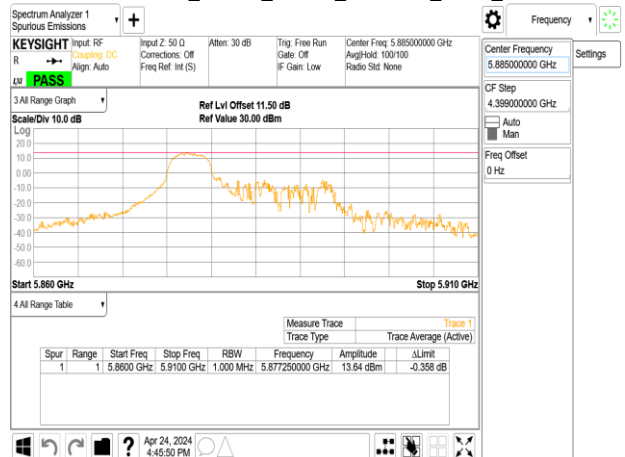 Spectrum Analyzer 1
Spurious Emissions
+
Frequency
KEYSIGHT Input: RF Input Z: 50 Ω Atten: 30 dB Trig: Free Run Center Freq: 5.885000000 GHz
R Coupling: DC Corrections: Off Gate: Off Avg|Hold: 100/100
Align: Auto Freq Ref: Int (S) IF Gain: Low Radio Std: None
LXI PASS
Center Frequency
5.885000000 GHz
Settings
CF Step
4.399000000 GHz
Auto
Man
Freq Offset
0 Hz
3 All Range Graph
Ref Lvl Offset 11.50 dB
Scale/Div 10.0 dB Ref Value 30.00 dBm
Log
20.0
10.0
0.00
-10.0
-20.0
-30.0
-40.0
-50.0
-60.0
Start 5.860 GHz Stop 5.910 GHz
4 All Range Table
Measure Trace Trace 1
Trace Type Trace Average (Active)
Spur Range Start Freq Stop Freq RBW Frequency Amplitude ΔLimit
1 1 5.8600 GHz 5.9100 GHz 1.000 MHz 5.877250000 GHz 13.64 dBm -0.358 dB
? Apr 24, 2024
4:45:50 PM